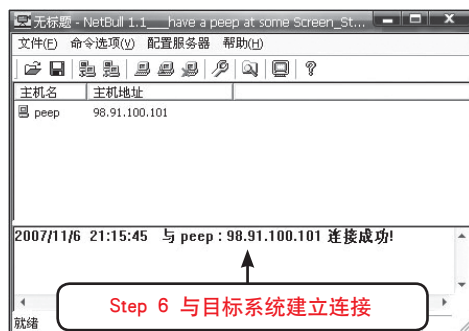 无标题 - NetBull 1.1___have a peep at some Screen_St...
文件(F) 命令选项(V) 配置服务器 帮助(H)
主机名 主机地址
peep 98.91.100.101
2007/11/6 21:15:45 与 peep : 98.91.100.101 连接成功!
Step 6 与目标系统建立连接
就绪